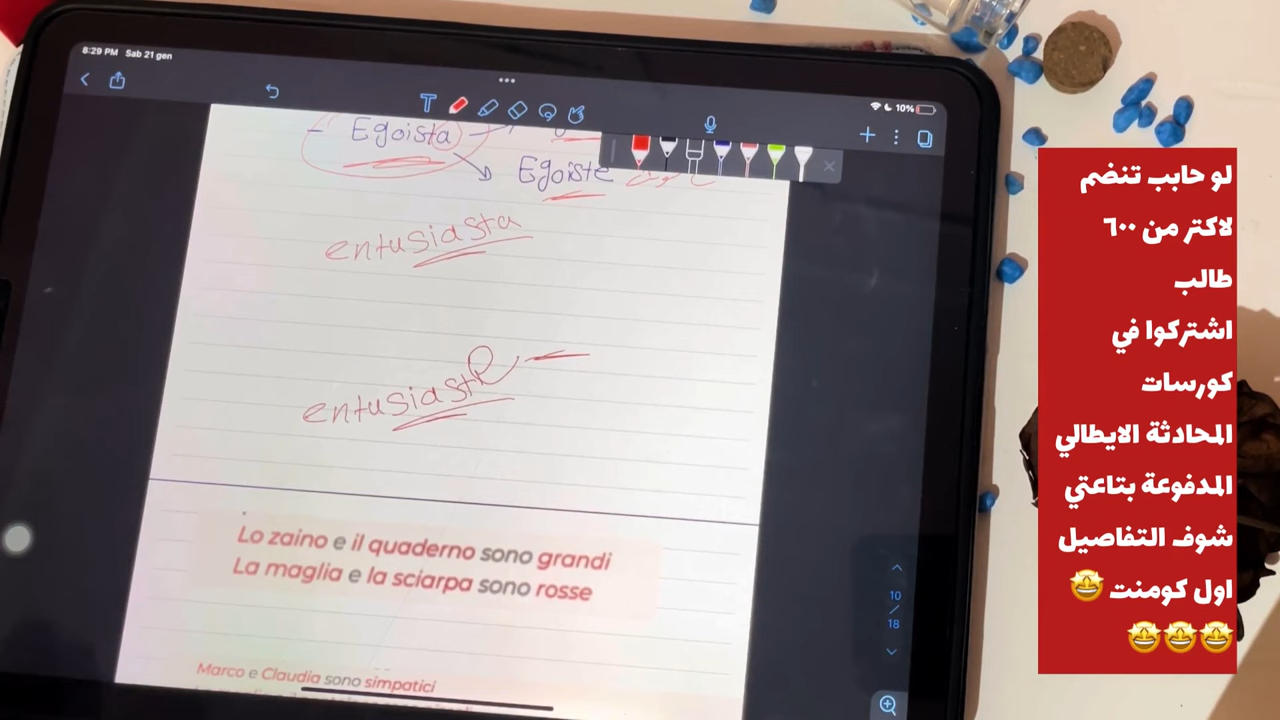 8:29 PM Sab 21 gen
10%
T
- Egoista
Egoiste
entusiasta
entusiaste
Lo zaino e il quaderno sono grandi
La maglia e la sciarpa sono rosse
Marco e Claudia sono simpatici
10
/
18
لو حابب تنضم
لاكتر من ٦٠٠
طالب
اشتركوا في
كورسات
المحادثة الايطالي
المدفوعة بتاعتي
شوف التفاصيل
اول كومنت 🤩
🤩🤩🤩